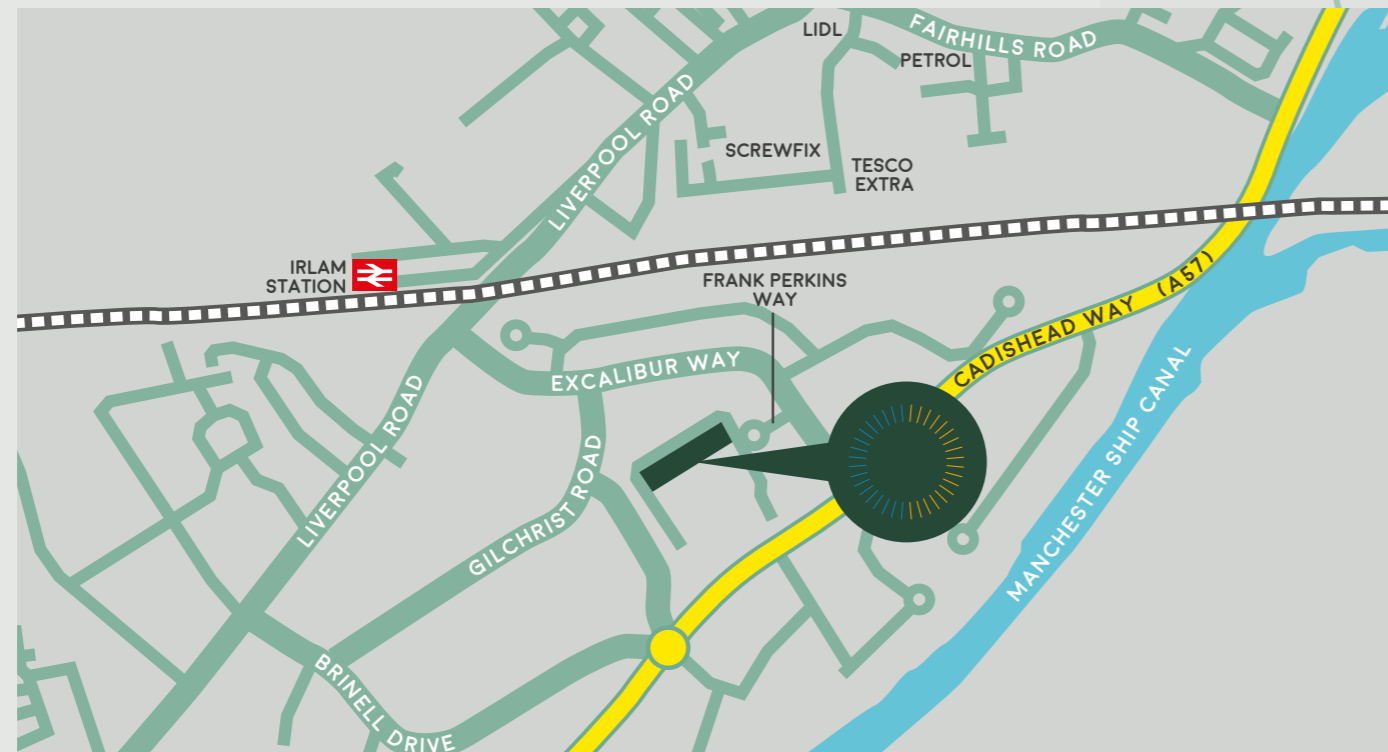 LIDL
FAIRHILLS ROAD
PETROL
LIVERPOOL ROAD
SCREWFIX
TESCO
EXTRA
IRLAM
STATION
FRANK PERKINS
WAY
CADISHEAD WAY (A57)
EXCALIBUR WAY
LIVERPOOL ROAD
MANCHESTER SHIP CANAL
GILCHRIST ROAD
BRINELL DRIVE